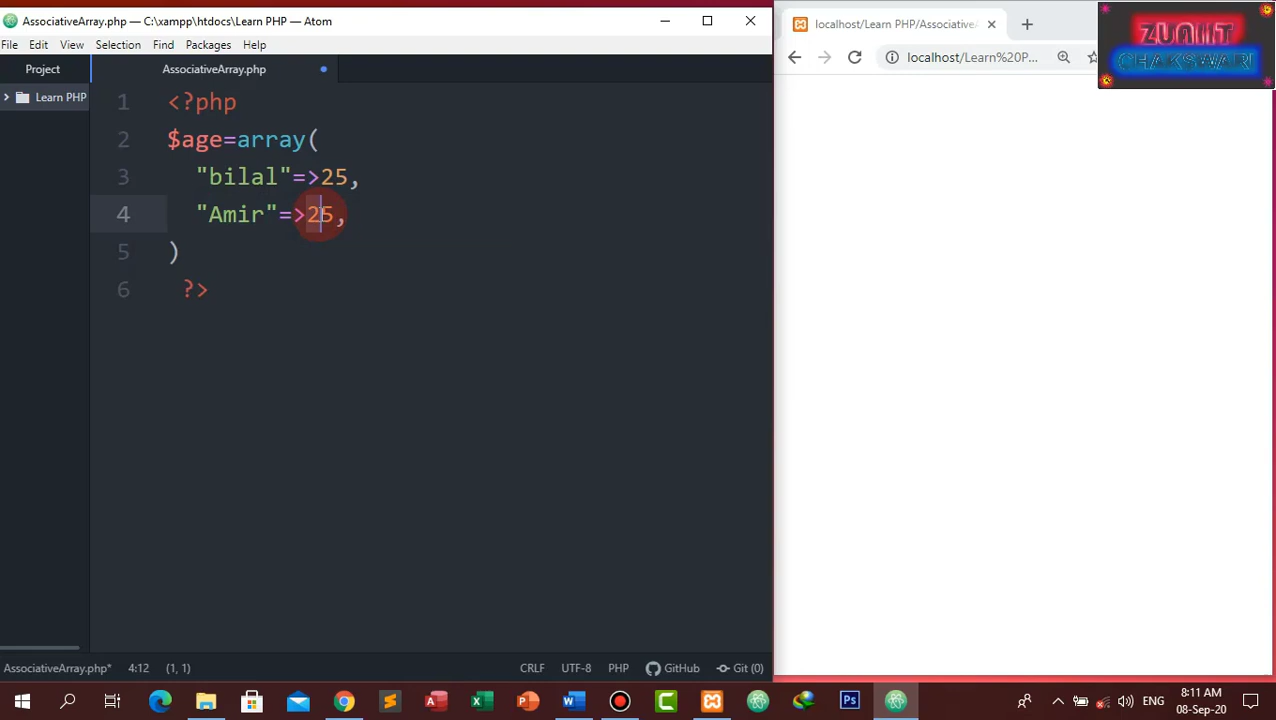 AssociativeArray.php — C:\xampp\htdocs\Learn PHP — Atom
File Edit View Selection Find Packages Help
Project
AssociativeArray.php
Learn PHP
1 <?php
2 $age=array(
3 "bilal"=>25,
4 "Amir"=>25,
5 )
6 ?>
AssociativeArray.php* 4:12 (1, 1) CRLF UTF-8 PHP GitHub Git (0)
localhost/Learn PHP/Associative
localhost/Learn%20P...
ZUAIIT
CHAKSWARI
ENG
8:11 AM
08-Sep-20